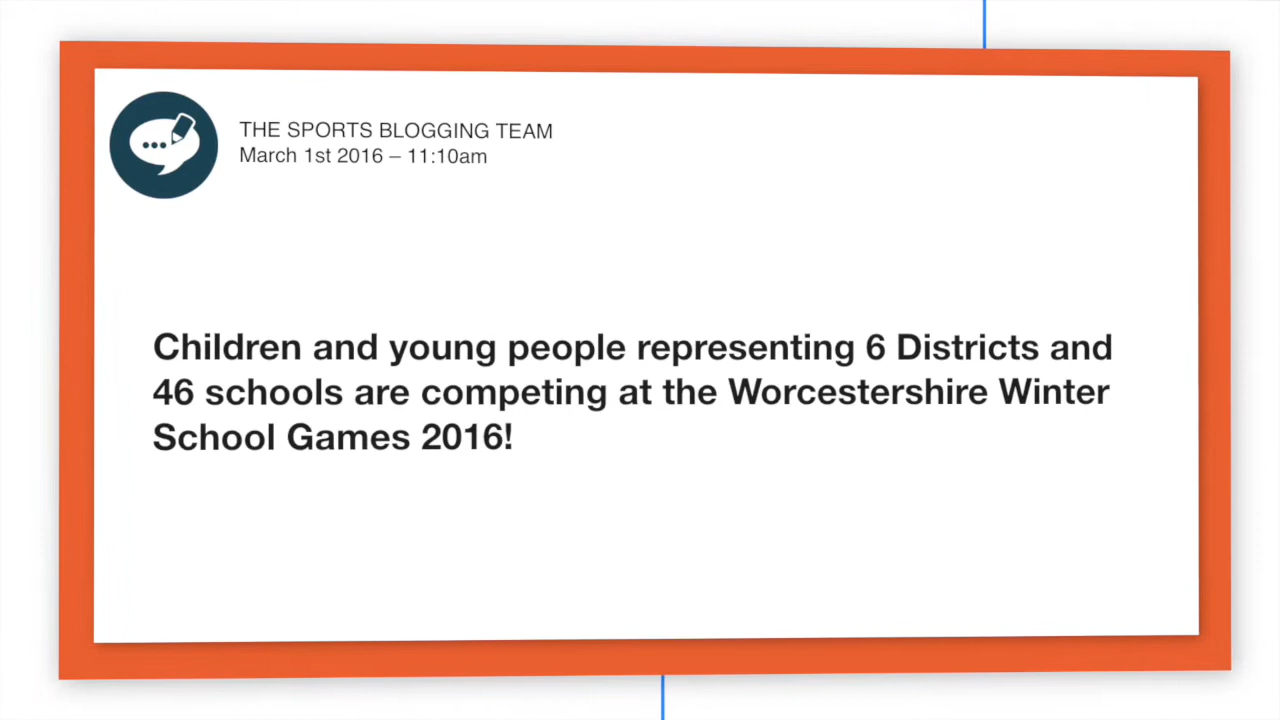 THE SPORTS BLOGGING TEAM
March 1st 2016 – 11:10am
Children and young people representing 6 Districts and
46 schools are competing at the Worcestershire Winter
School Games 2016!